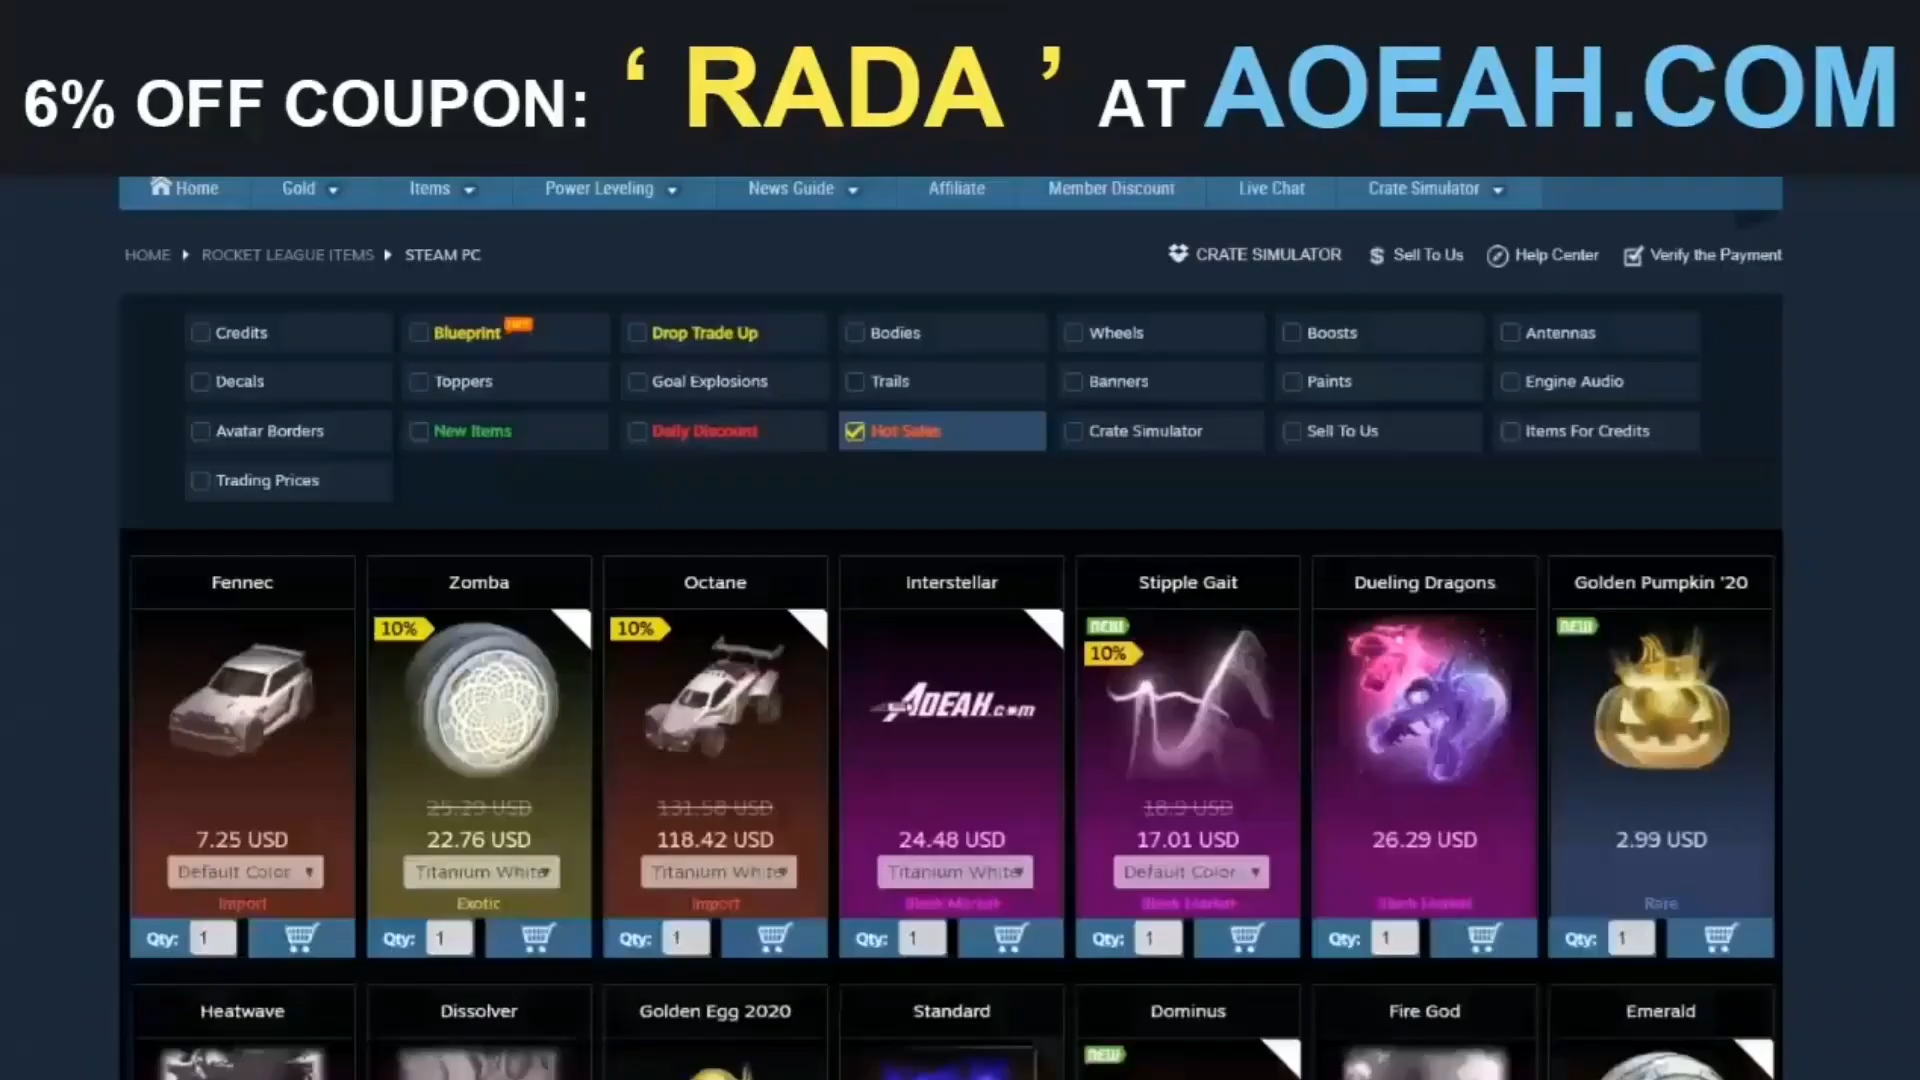 6% OFF COUPON: ‘ RADA ’ AT AOEAH.COM
Home Gold Items Power Leveling News Guide Affiliate Member Discount Live Chat Crate Simulator
HOME ROCKET LEAGUE ITEMS STEAM PC CRATE SIMULATOR Sell To Us Help Center Verify the Payment
Credits Blueprint Drop Trade Up Bodies Wheels Boosts Antennas
Decals Toppers Goal Explosions Trails Banners Paints Engine Audio
Avatar Borders New Items Daily Discount Hot Sales Crate Simulator Sell To Us Items For Credits
Trading Prices
Fennec Zomba Octane Interstellar Stipple Gait Dueling Dragons Golden Pumpkin '20
10% 10% NEW NEW
10%
AOEAH.com
25.29 USD 131.58 USD 18.9 USD
7.25 USD 22.76 USD 118.42 USD 24.48 USD 17.01 USD 26.29 USD 2.99 USD
Default Color Titanium White Titanium White Titanium White Default Color
Import Exotic Import Black Market Black Market Black Market Rare
Qty: 1 Qty: 1 Qty: 1 Qty: 1 Qty: 1 Qty: 1 Qty: 1
Heatwave Dissolver Golden Egg 2020 Standard Dominus Fire God Emerald
NEW